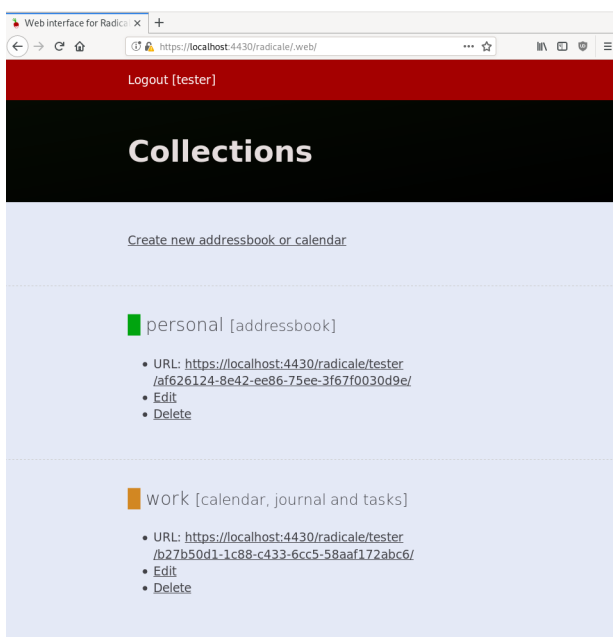 Web interface for Radica
https://localhost:4430/radicale/.web/
Logout [tester]
Collections
Create new addressbook or calendar
personal [addressbook]
URL: https://localhost:4430/radicale/tester
/af626124-8e42-ee86-75ee-3f67f0030d9e/
Edit
Delete
work [calendar, journal and tasks]
URL: https://localhost:4430/radicale/tester
/b27b50d1-1c88-c433-6cc5-58aaf172abc6/
Edit
Delete